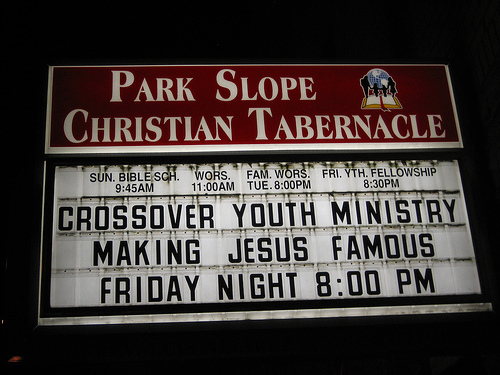 PARK SLOPE
CHRISTIAN TABERNACLE
SUN. BIBLE SCH. WORS. FAM. WORS. FRI. YTH. FELLOWSHIP
9:45AM 11:00AM TUE. 8:00PM 8:30PM
CROSSOVER YOUTH MINISTRY
MAKING JESUS FAMOUS
FRIDAY NIGHT 8:00 PM